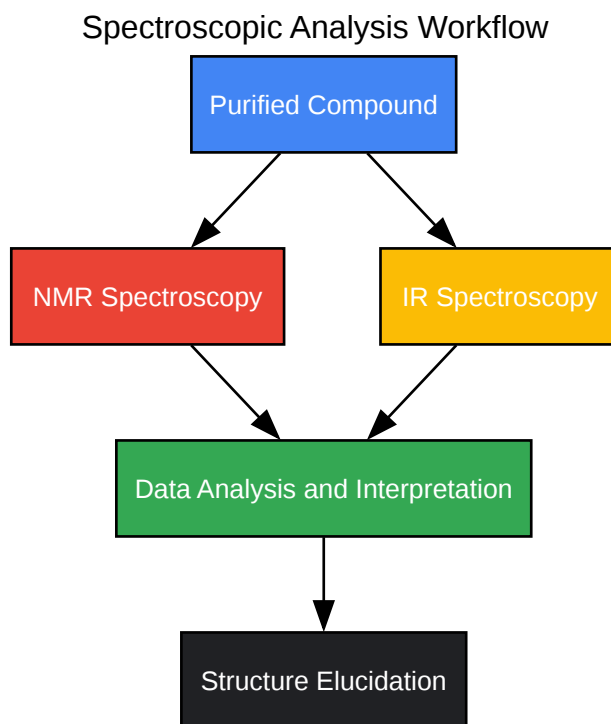 Spectroscopic Analysis Workflow
Purified Compound
NMR Spectroscopy
IR Spectroscopy
Data Analysis and Interpretation
Structure Elucidation